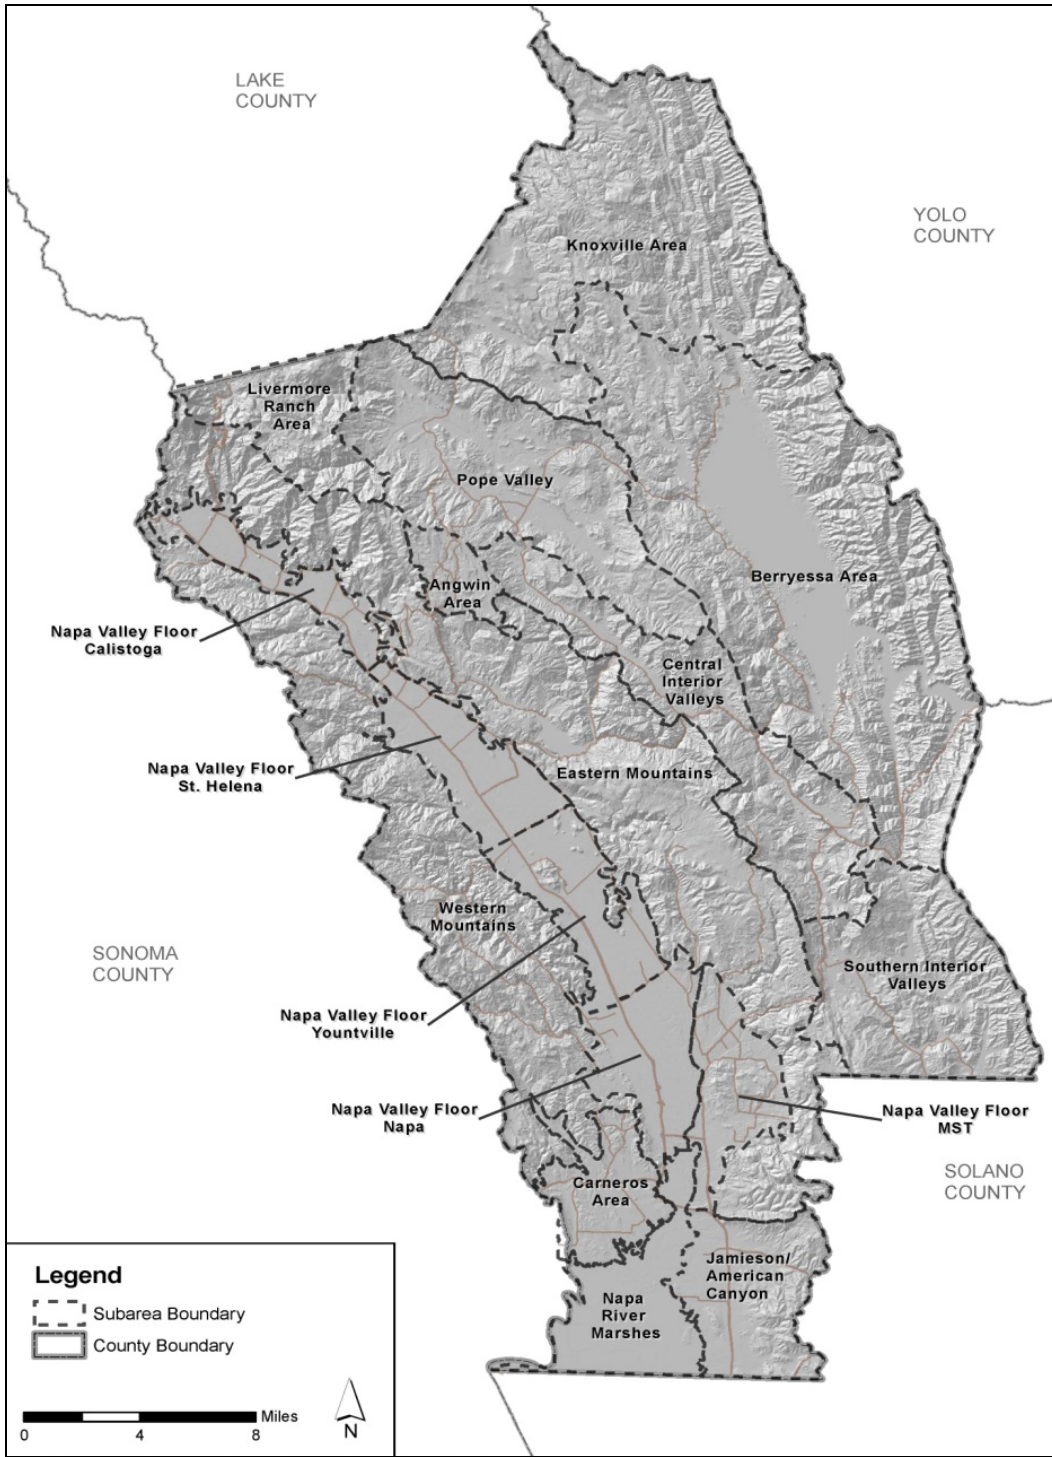 LAKE
COUNTY
YOLO
COUNTY
Knoxville Area
Livermore
Ranch
Area
Pope Valley
Berryessa Area
Angwin
Area
Napa Valley Floor
Calistoga
Central
Interior
Valleys
Napa Valley Floor
St. Helena
Eastern Mountains
Western
Mountains
SONOMA
COUNTY
Southern Interior
Valleys
Napa Valley Floor
Yountville
Napa Valley Floor
Napa
Napa Valley Floor
MST
SOLANO
COUNTY
Carneros
Area
Jamieson/
American
Canyon
Napa
River
Marshes
Legend
Subarea Boundary
County Boundary
Miles
0 4 8
N